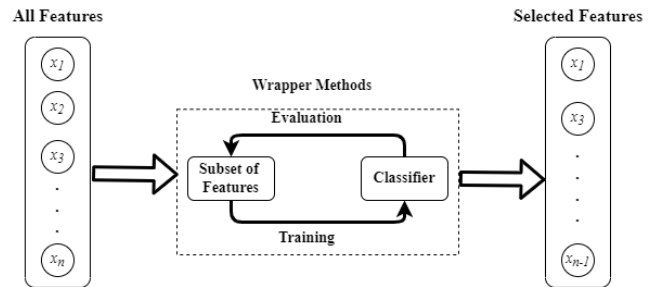 All Features
x1
x2
x3
.
.
.
xn
Wrapper Methods
Evaluation
Subset of
Features
Classifier
Training
Selected Features
x1
x3
.
.
.
.
xn-1